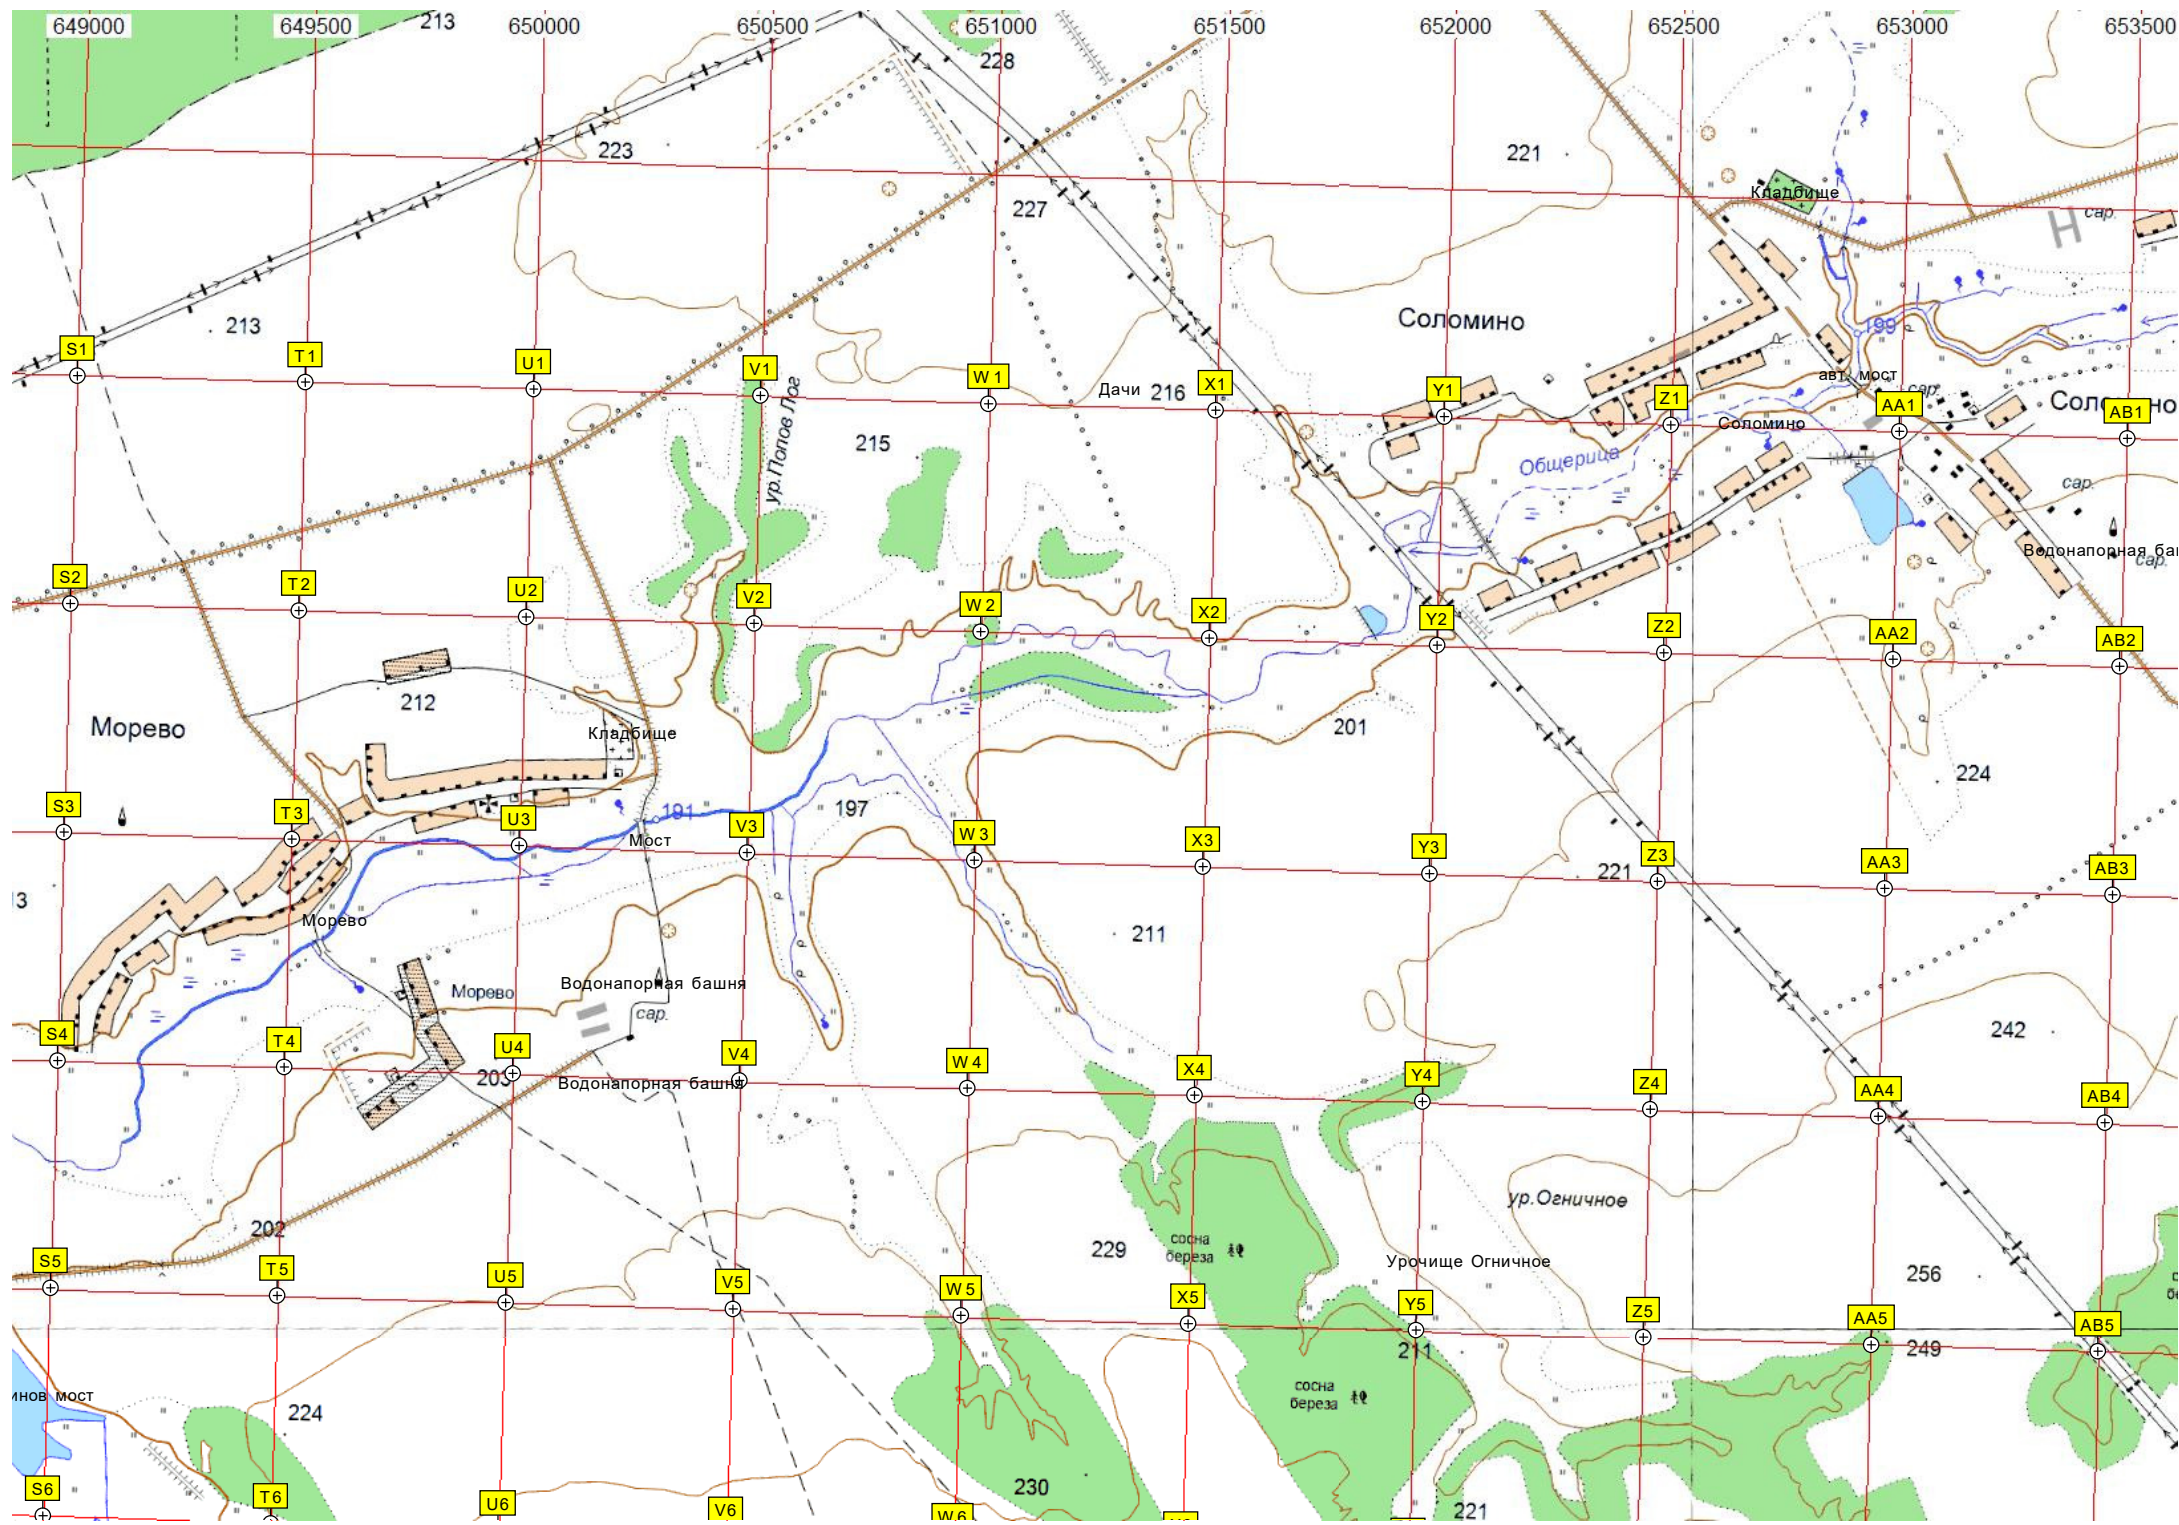 649000 649500 650000 650500 651000 651500 652000 652500 653000 653500
213
228
223
221
227
Кладбище
сар.
213
Соломино
199
S1 T1 U1 V1 W1 X1 Y1 Z1 AA1 AB1
авт. мост
сар.
Дачи 216
ур.Попов Лог
215
Соломино
Общерица
сар.
Водонапорная
сар.
S2 T2 U2 V2 W2 X2 Y2 Z2 AA2 AB2
212
Морево
Кладбище
201
224
197
191
Мост
S3 T3 U3 V3 W3 X3 Y3 Z3 AA3 AB3
221
211
Морево
Морево
Водонапорная башня
сар.
242
S4 T4 U4 V4 W4 X4 Y4 Z4 AA4 AB4
203
Водонапорная башня
ур.Огничное
202
229
сосна
береза
Урочище Огничное
256
S5 T5 U5 V5 W5 X5 Y5 Z5 AA5 AB5
211
249
сосна
береза
мост
224
230
221
S6 T6 U6 V6 W6